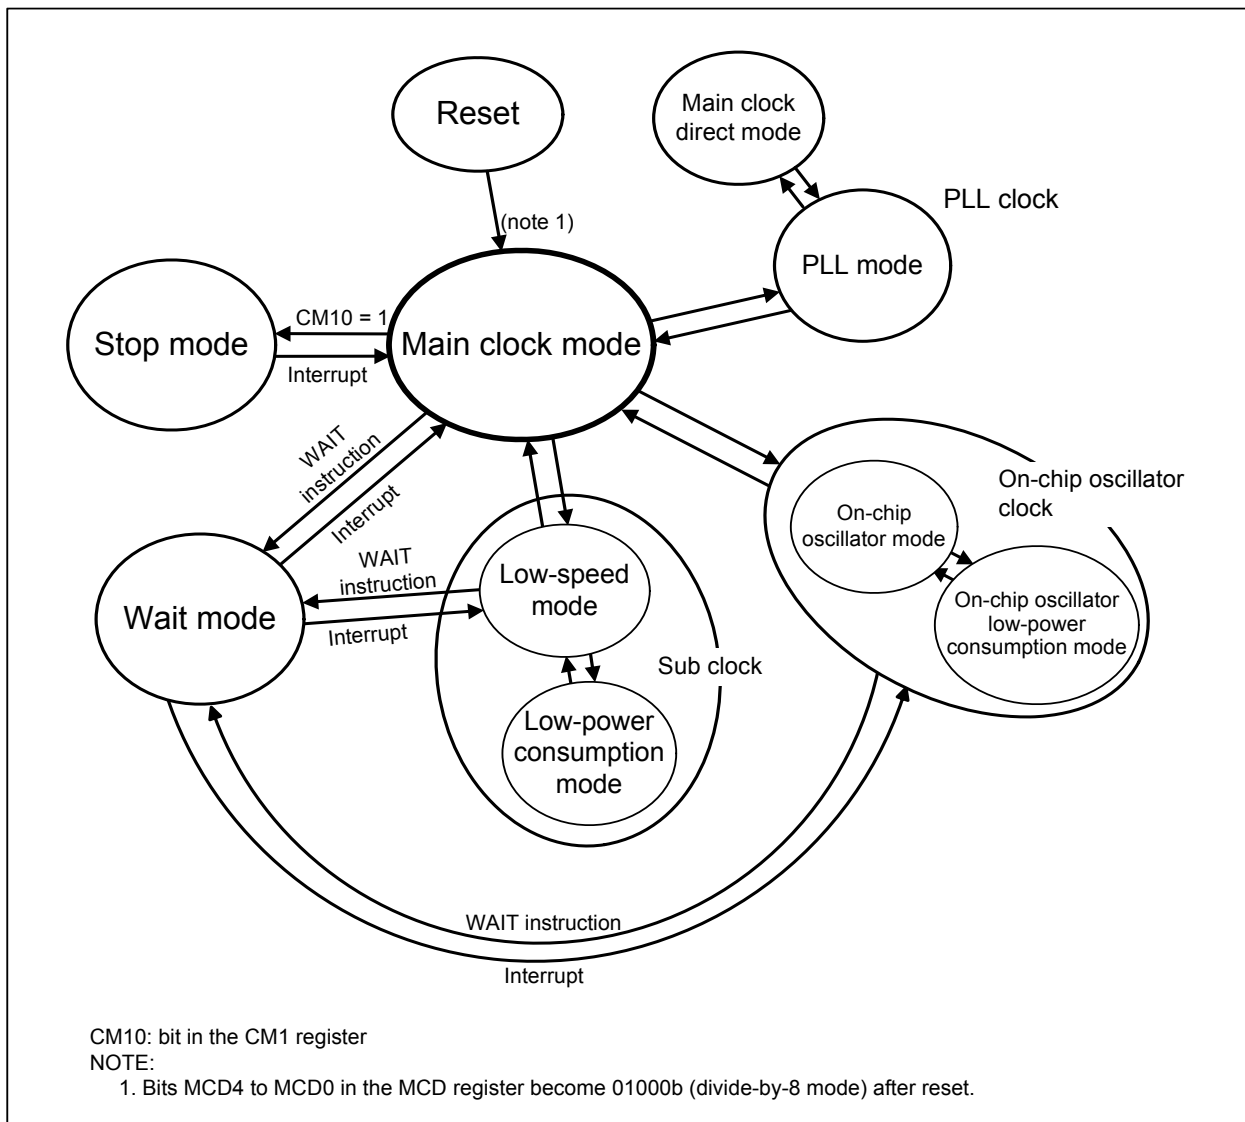 Reset
Main clock
direct mode
(note 1)
PLL clock
PLL mode
CM10 = 1
Stop mode
Main clock mode
Interrupt
WAIT
instruction
Interrupt
On-chip oscillator
clock
On-chip
oscillator mode
WAIT
instruction
Low-speed
mode
Wait mode
Interrupt
On-chip oscillator
low-power
consumption mode
Sub clock
Low-power
consumption
mode
WAIT instruction
Interrupt
CM10: bit in the CM1 register
NOTE:
1. Bits MCD4 to MCD0 in the MCD register become 01000b (divide-by-8 mode) after reset.